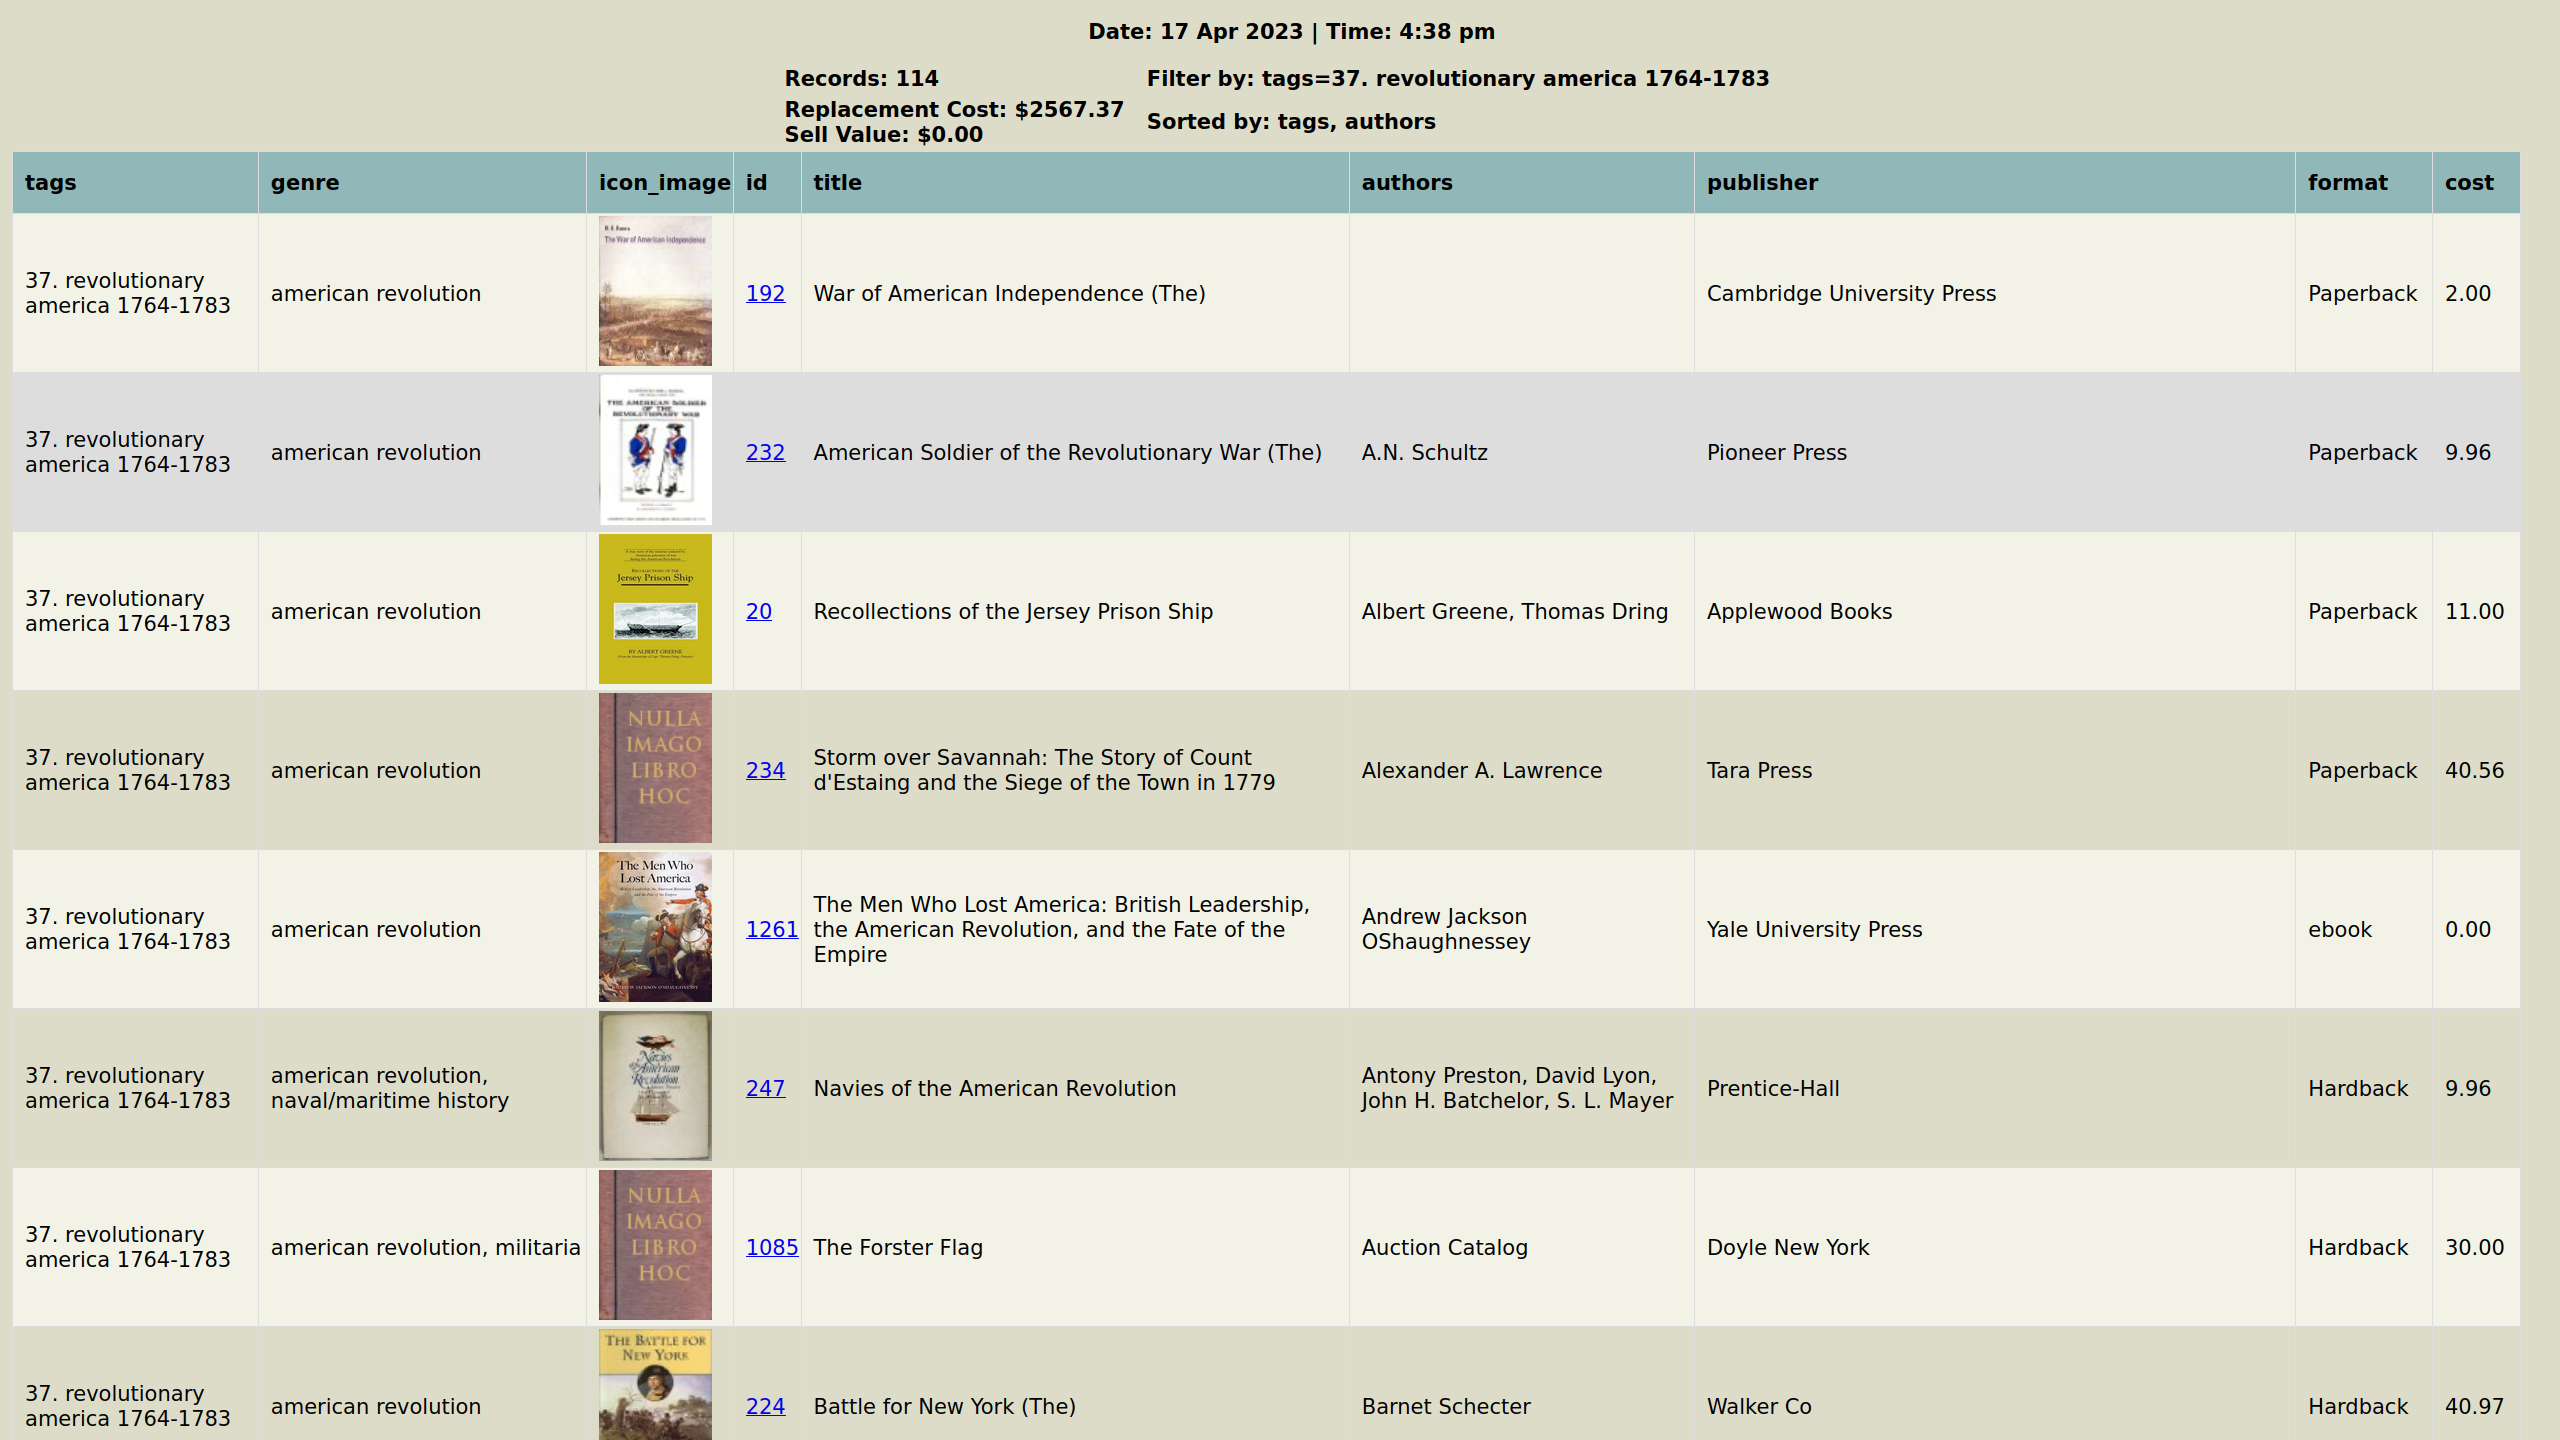 Date: 17 Apr 2023 | Time: 4:38 pm
Records: 114
Filter by: tags=37. revolutionary america 1764-1783
Replacement Cost: $2567.37
Sell Value: $0.00
Sorted by: tags, authors
tags genre icon_image id title authors publisher format cost
37. revolutionary
america 1764-1783
american revolution
The War of American Independence
192
War of American Independence (The)
Cambridge University Press
Paperback
2.00
37. revolutionary
america 1764-1783
american revolution
THE AMERICAN SOLDIER
OF THE
REVOLUTIONARY WAR
232
American Soldier of the Revolutionary War (The)
A.N. Schultz
Pioneer Press
Paperback
9.96
37. revolutionary
america 1764-1783
american revolution
RECOLLECTIONS OF THE
Jersey Prison Ship
BY ALBERT GREENE
20
Recollections of the Jersey Prison Ship
Albert Greene, Thomas Dring
Applewood Books
Paperback
11.00
37. revolutionary
america 1764-1783
american revolution
NULLA
IMAGO
LIBRO
HOC
234
Storm over Savannah: The Story of Count
d'Estaing and the Siege of the Town in 1779
Alexander A. Lawrence
Tara Press
Paperback
40.56
37. revolutionary
america 1764-1783
american revolution
The Men Who
Lost America
1261
The Men Who Lost America: British Leadership,
the American Revolution, and the Fate of the
Empire
Andrew Jackson
OShaughnessey
Yale University Press
ebook
0.00
37. revolutionary
america 1764-1783
american revolution,
naval/maritime history
Navies
American
Revolution
247
Navies of the American Revolution
Antony Preston, David Lyon,
John H. Batchelor, S. L. Mayer
Prentice-Hall
Hardback
9.96
37. revolutionary
america 1764-1783
american revolution, militaria
NULLA
IMAGO
LIBRO
HOC
1085
The Forster Flag
Auction Catalog
Doyle New York
Hardback
30.00
37. revolutionary
america 1764-1783
american revolution
THE BATTLE FOR
NEW YORK
224
Battle for New York (The)
Barnet Schecter
Walker Co
Hardback
40.97